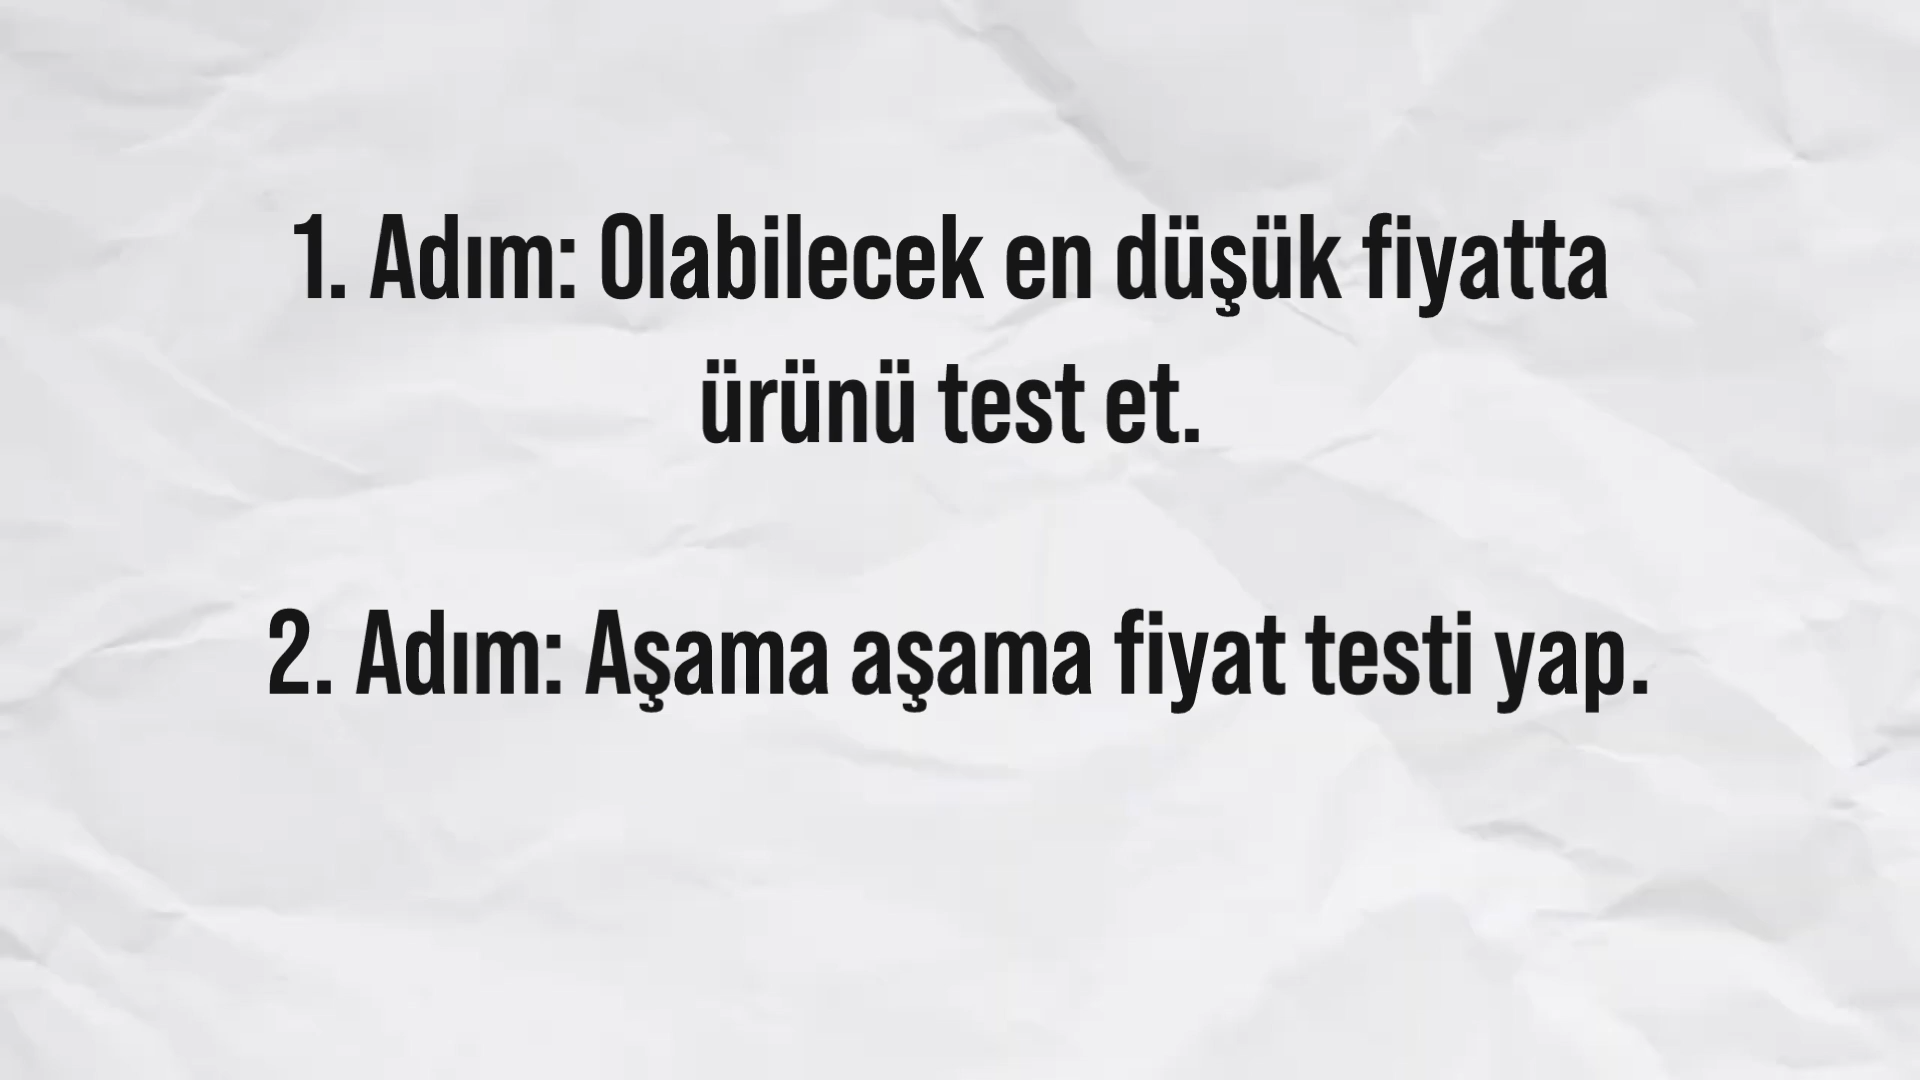 1. Adım: Olabilecek en düşük fiyatta
ürünü test et.
2. Adım: Aşama aşama fiyat testi yap.